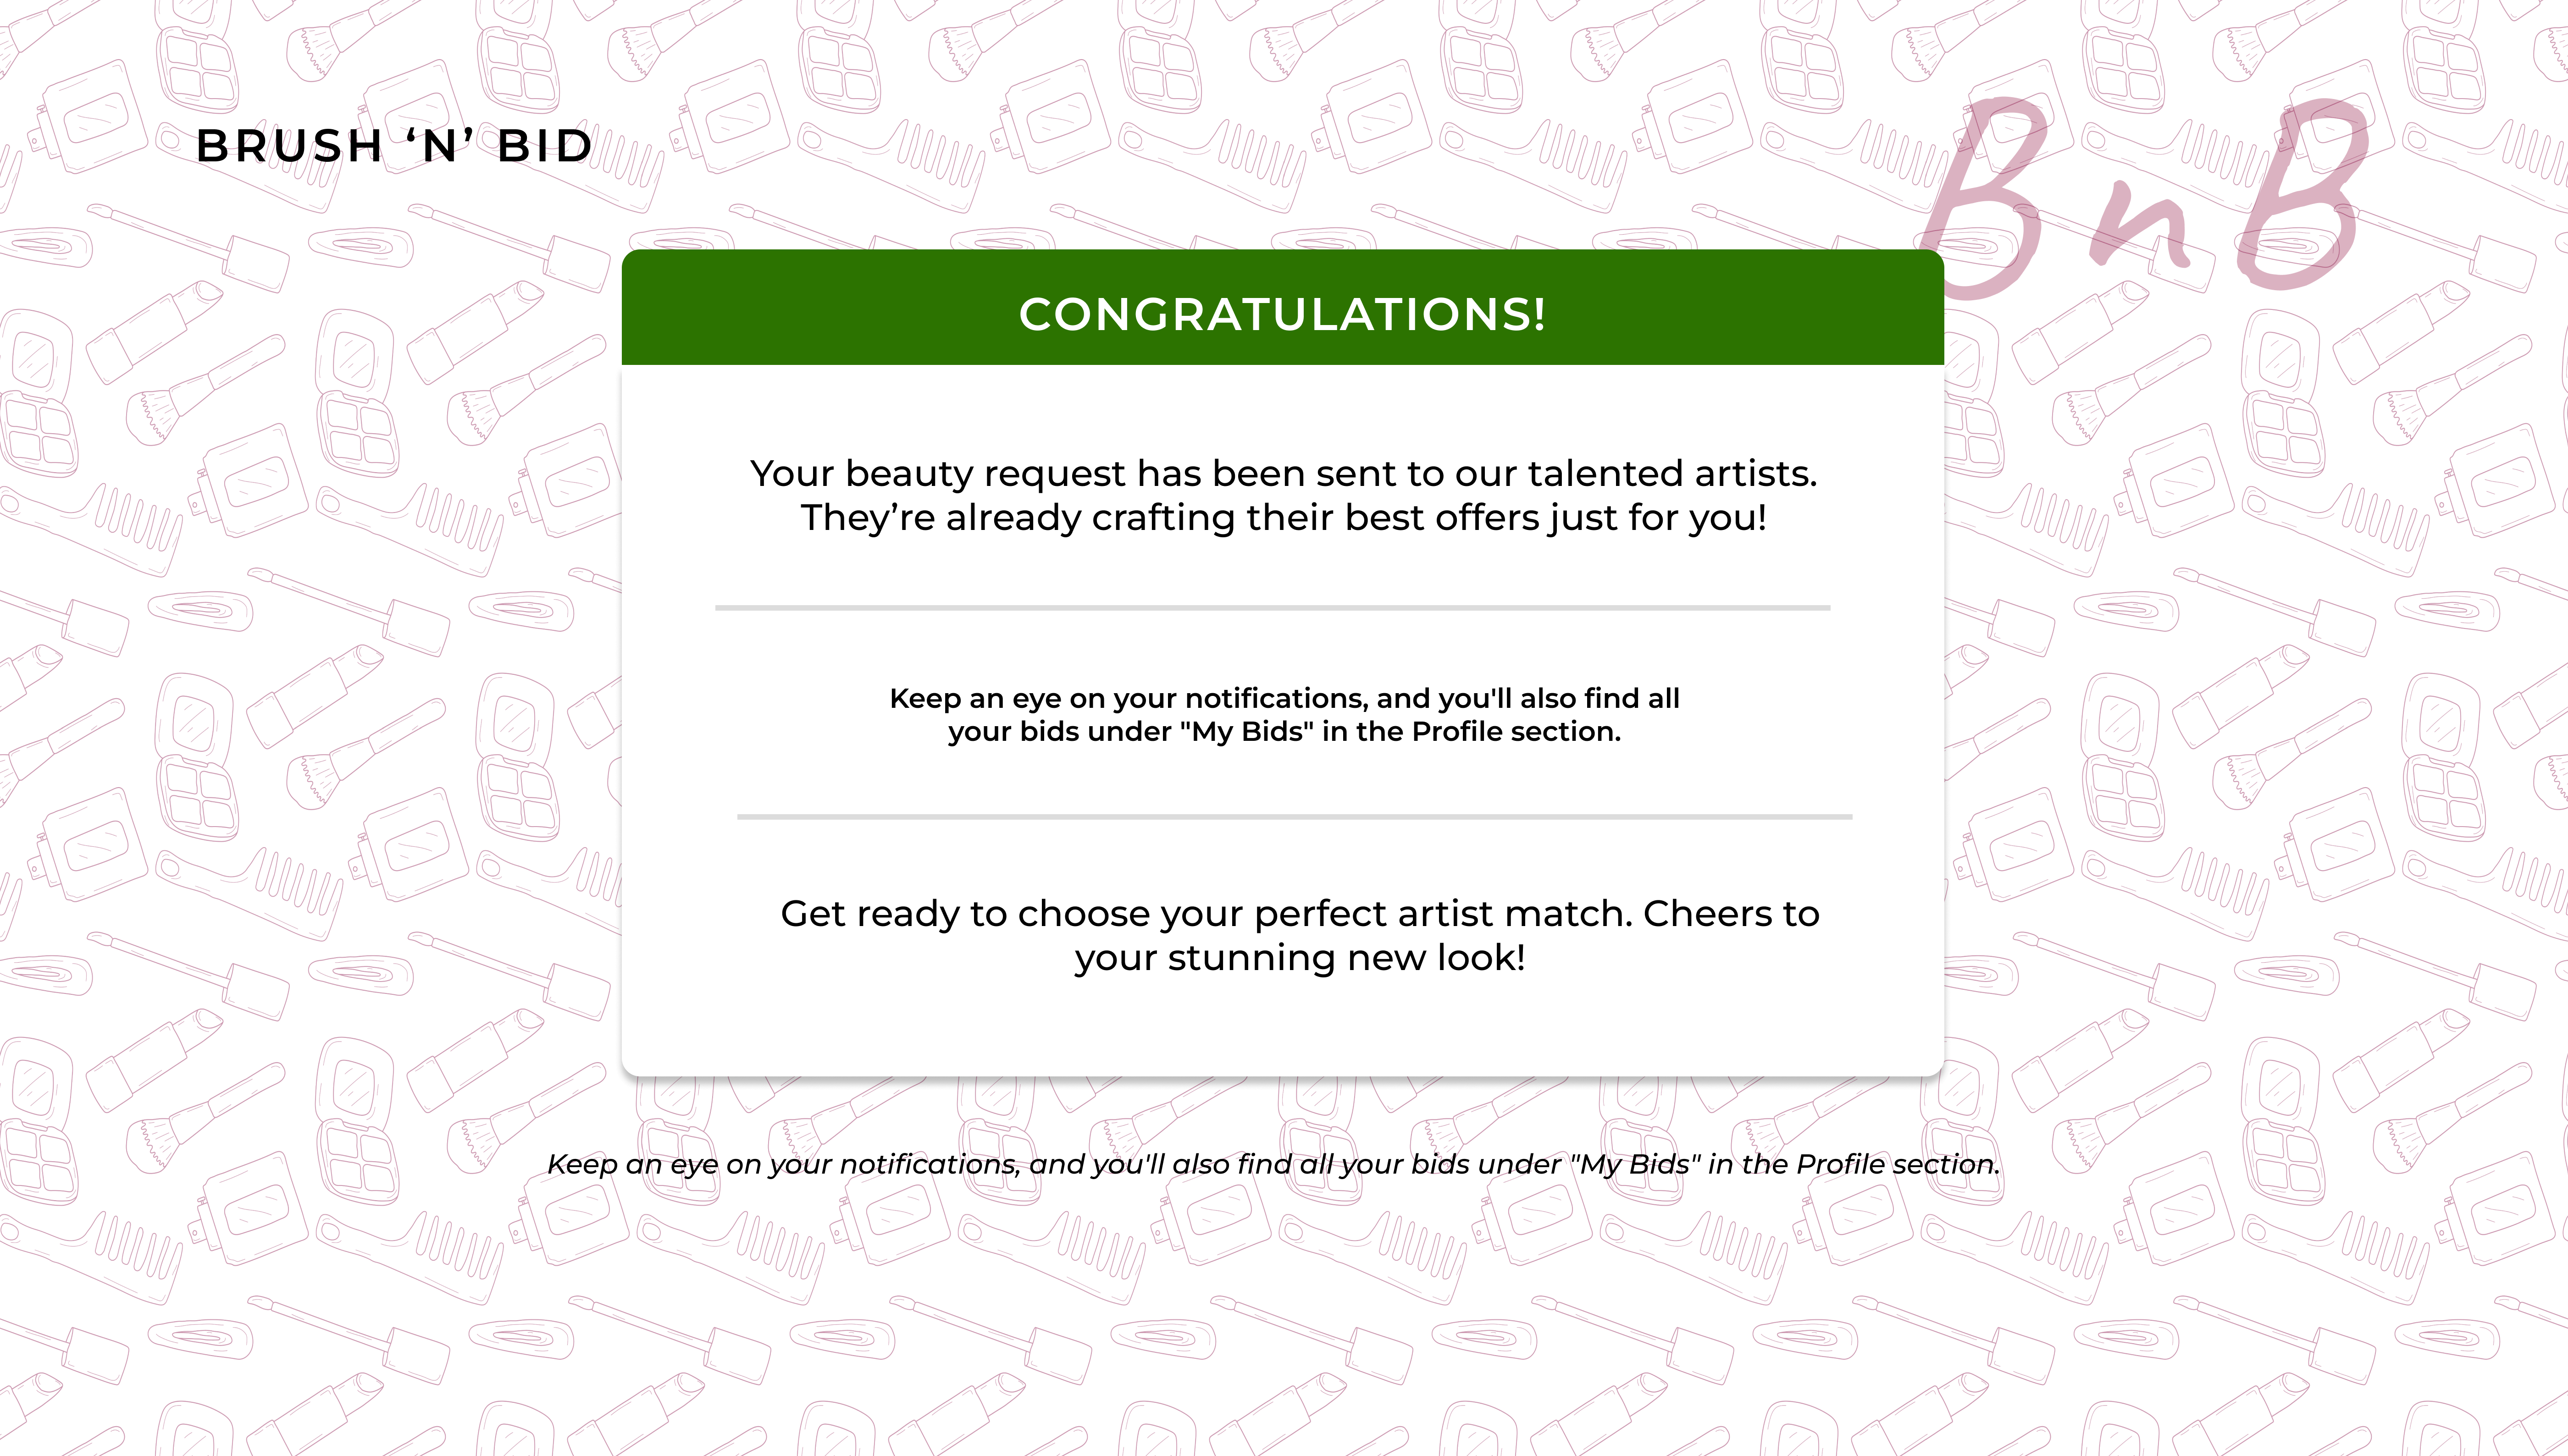 BRUSH ‘N’ BID
BnB
CONGRATULATIONS!
Your beauty request has been sent to our talented artists.
They’re already crafting their best offers just for you!
Keep an eye on your notifications, and you'll also find all
your bids under "My Bids" in the Profile section.
Get ready to choose your perfect artist match. Cheers to
your stunning new look!
Keep an eye on your notifications, and you'll also find all your bids under "My Bids" in the Profile section.